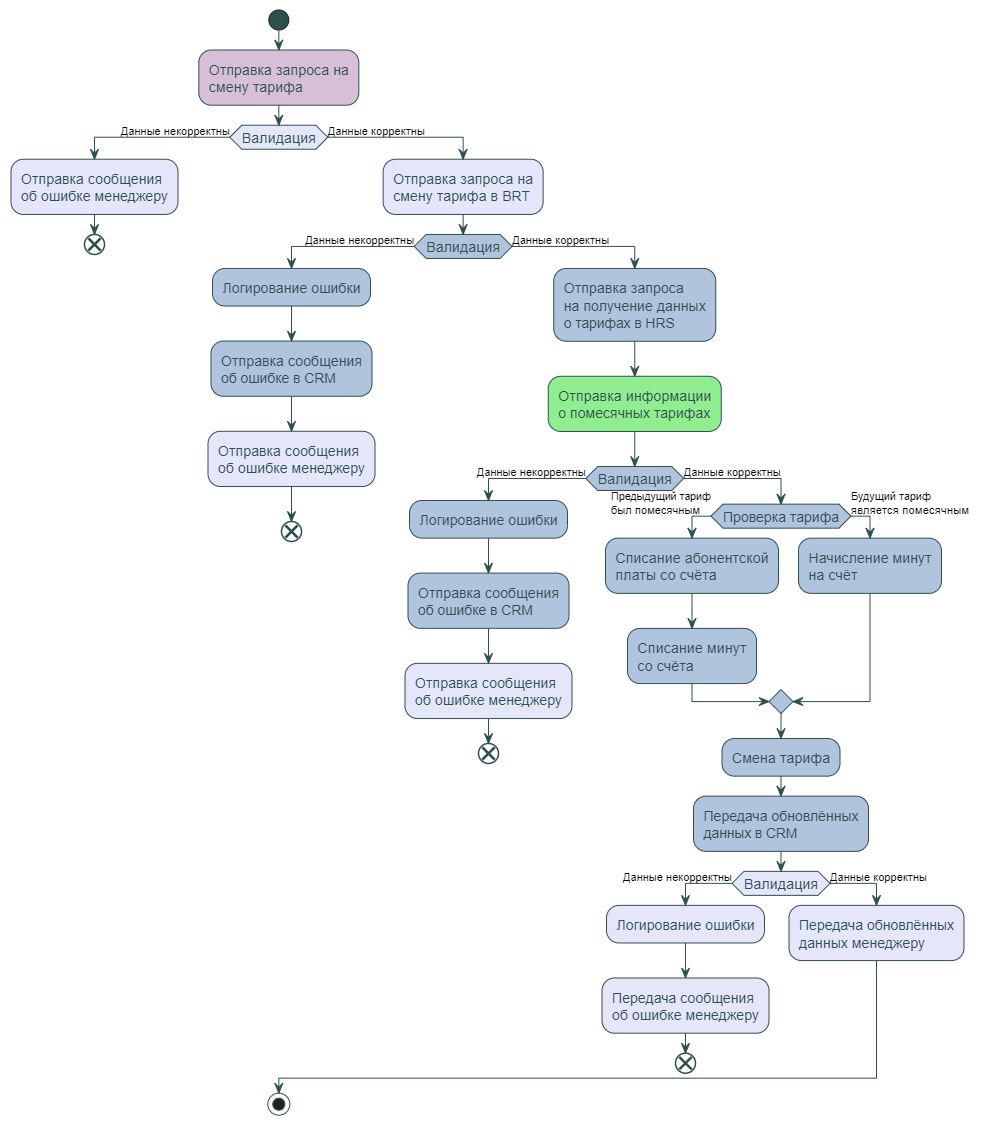 Отправка запроса на
смену тарифа
Данные некорректны
Валидация
Данные корректны
Отправка сообщения
об ошибке менеджеру
Отправка запроса на
смену тарифа в BRT
Данные некорректны
Валидация
Данные корректны
Логирование ошибки
Отправка сообщения
об ошибке в CRM
Отправка сообщения
об ошибке менеджеру
Отправка запроса
на получение данных
о тарифах в HRS
Отправка информации
о помесячных тарифах
Данные некорректны
Валидация
Данные корректны
Логирование ошибки
Отправка сообщения
об ошибке в CRM
Отправка сообщения
об ошибке менеджеру
Предыдущий тариф
был помесячным
Проверка тарифа
Будущий тариф
является помесячным
Списание абонентской
платы со счёта
Списание минут
со счёта
Начисление минут
на счёт
Смена тарифа
Передача обновлённых
данных в CRM
Данные некорректны
Валидация
Данные корректны
Логирование ошибки
Передача сообщения
об ошибке менеджеру
Передача обновлённых
данных менеджеру